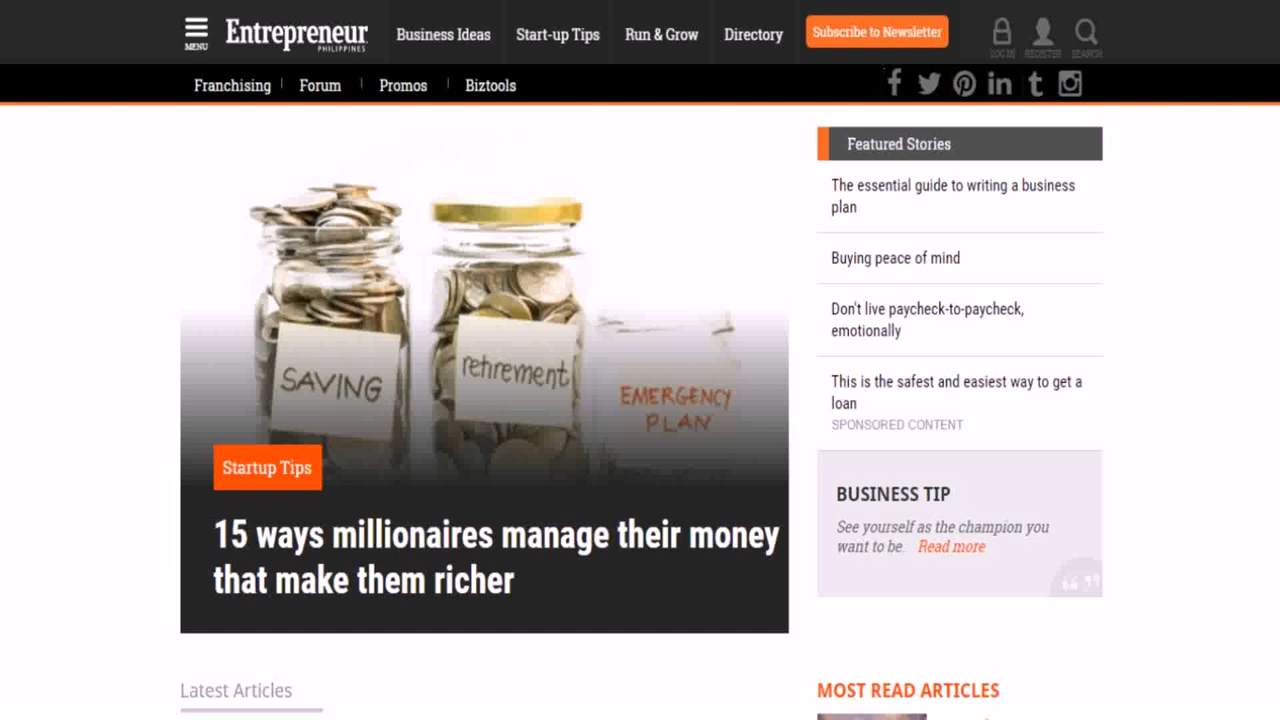 MENU
Entrepreneur
PHILIPPINES
Business Ideas
Start-up Tips
Run & Grow
Directory
Subscribe to Newsletter
LOG IN
REGISTER
SEARCH
Franchising
Forum
Promos
Biztools
SAVING
retirement
EMERGENCY
PLAN
Startup Tips
15 ways millionaires manage their money
that make them richer
Featured Stories
The essential guide to writing a business
plan
Buying peace of mind
Don't live paycheck-to-paycheck,
emotionally
This is the safest and easiest way to get a
loan
SPONSORED CONTENT
BUSINESS TIP
See yourself as the champion you
want to be. Read more
Latest Articles
MOST READ ARTICLES